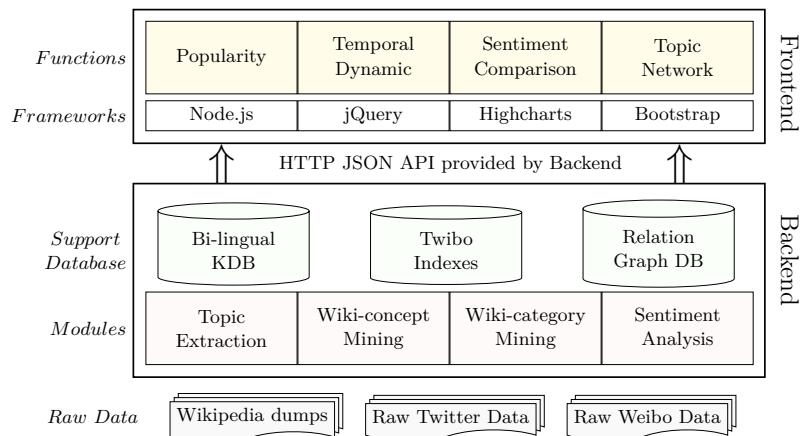 Functions
Popularity
Temporal
Dynamic
Sentiment
Comparison
Topic
Network
Frameworks
Node.js
jQuery
Highcharts
Bootstrap
Frontend
HTTP JSON API provided by Backend
Support
Database
Bi-lingual
KDB
Twibo
Indexes
Relation
Graph DB
Modules
Topic
Extraction
Wiki-concept
Mining
Wiki-category
Mining
Sentiment
Analysis
Backend
Raw Data
Wikipedia dumps
Raw Twitter Data
Raw Weibo Data